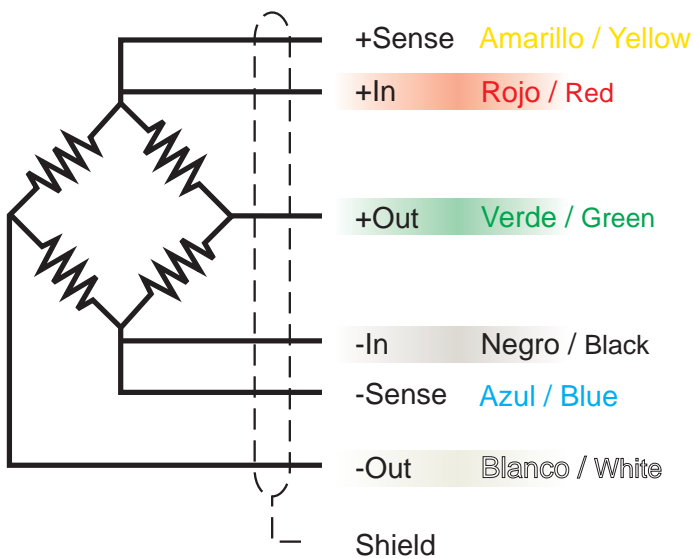 +Sense Amarillo / Yellow
+In Rojo / Red
+Out Verde / Green
-In Negro / Black
-Sense Azul / Blue
-Out Blanco / White
Shield